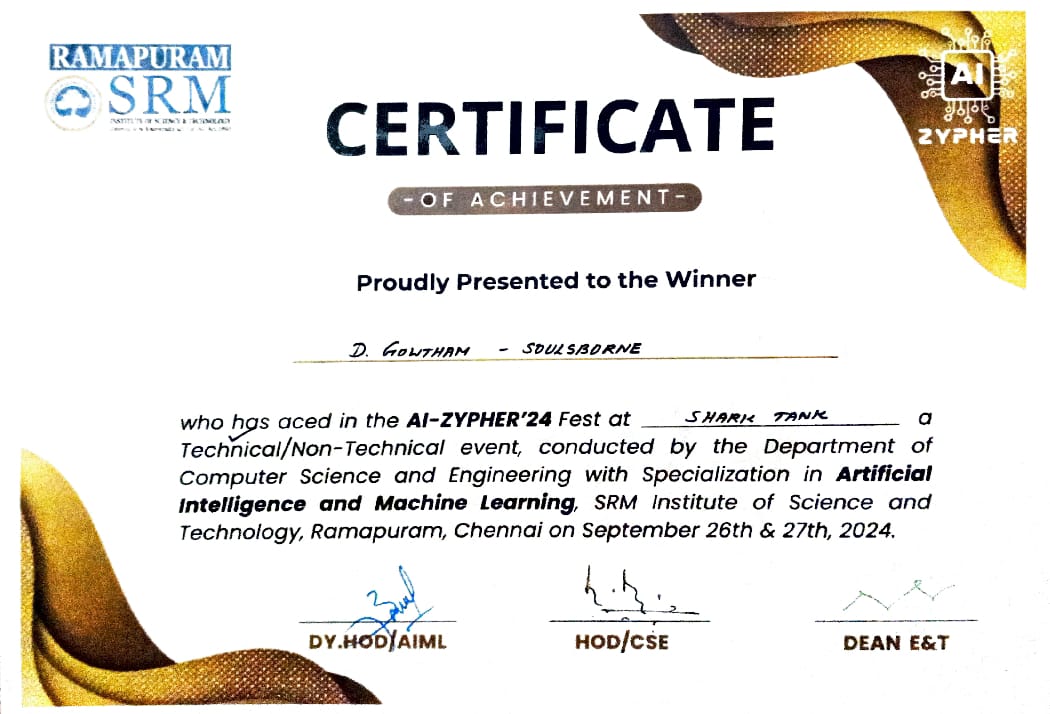 RAMAPURAM
SRM
INSTITUTE OF SCIENCE & TECHNOLOGY
AI
ZYPHER
CERTIFICATE
-OF ACHIEVEMENT-
Proudly Presented to the Winner
D. GOWTHAM - SOULSBORNE
who has aced in the AI-ZYPHER'24 Fest at SHARK TANK a
Technical/Non-Technical event, conducted by the Department of
Computer Science and Engineering with Specialization in Artificial
Intelligence and Machine Learning, SRM Institute of Science and
Technology, Ramapuram, Chennai on September 26th & 27th, 2024.
DY.HOD/AIML
HOD/CSE
DEAN E&T